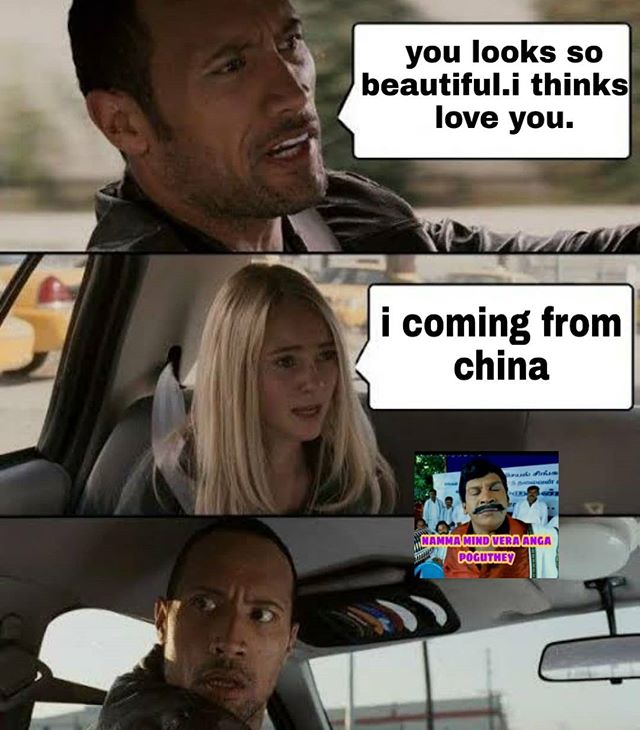 you looks so
beautiful.i thinks
love you.
i coming from
china
NAMMA MIND VERA ANGA
POGUTHEY